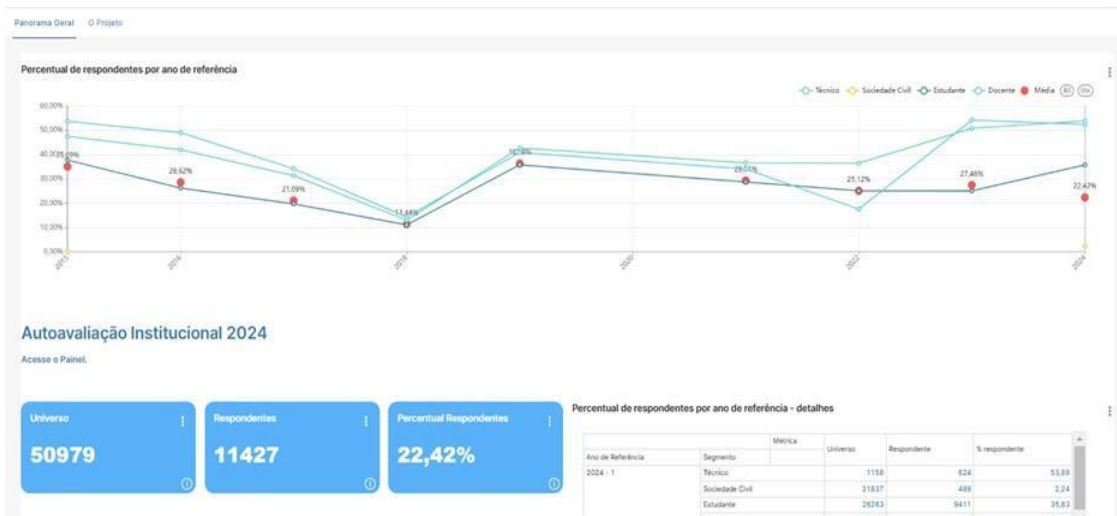 Panorama Geral O Projeto
Percentual de respondentes por ano de referência
Técnico Sociedade Civil Estudante Docente Média All Inv
60,00%
50,00%
40,00%
30,00%
20,00%
10,00%
0,00%
28,62%
21,09%
25,12%
27,46%
22,42%
2015 2016 2018 2020 2022 2024
Autoavaliação Institucional 2024
Acesse o Painel.
Universo
50979
Respondentes
11427
Percentual Respondentes
22,42%
Percentual de respondentes por ano de referência - detalhes
Métrica Universo Respondente % respondente
Ano de Referência Segmento
2024 - 1 Técnico 1158 624 53,89
Sociedade Civil 21837 489 2,24
Estudante 26263 9411 35,83